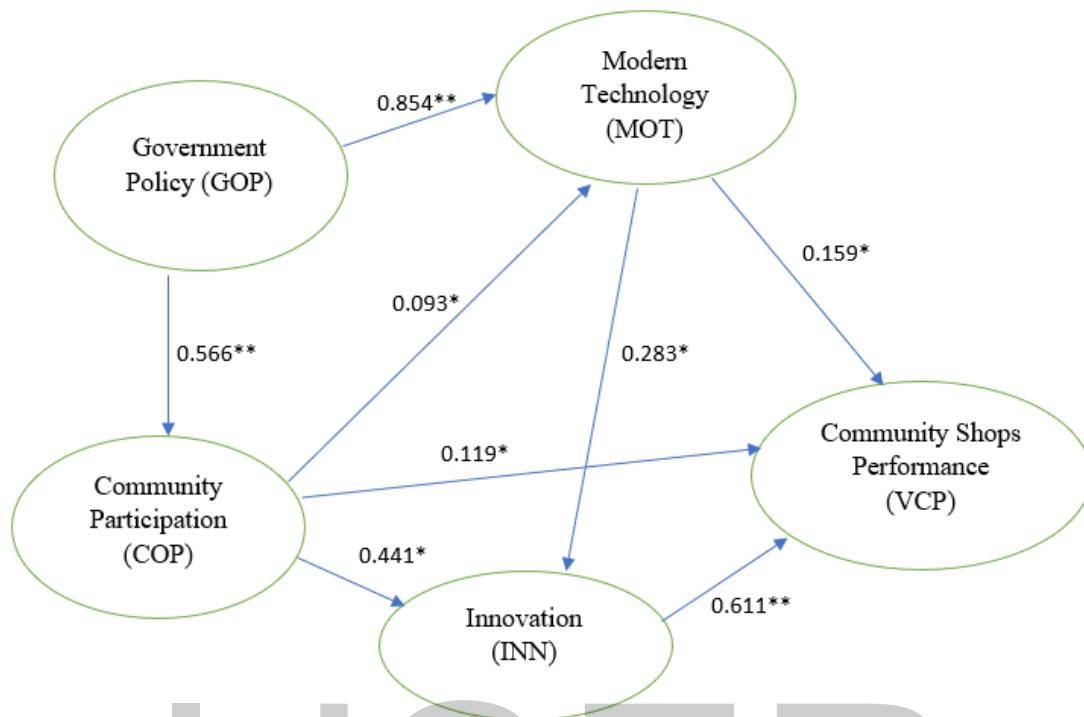 Modern
Technology
(MOT)
0.854**
Government
Policy (GOP)
0.159*
0.093*
0.566**
0.283*
Community Shops
Performance
(VCP)
0.119*
Community
Participation
(COP)
0.441*
0.611**
Innovation
(INN)